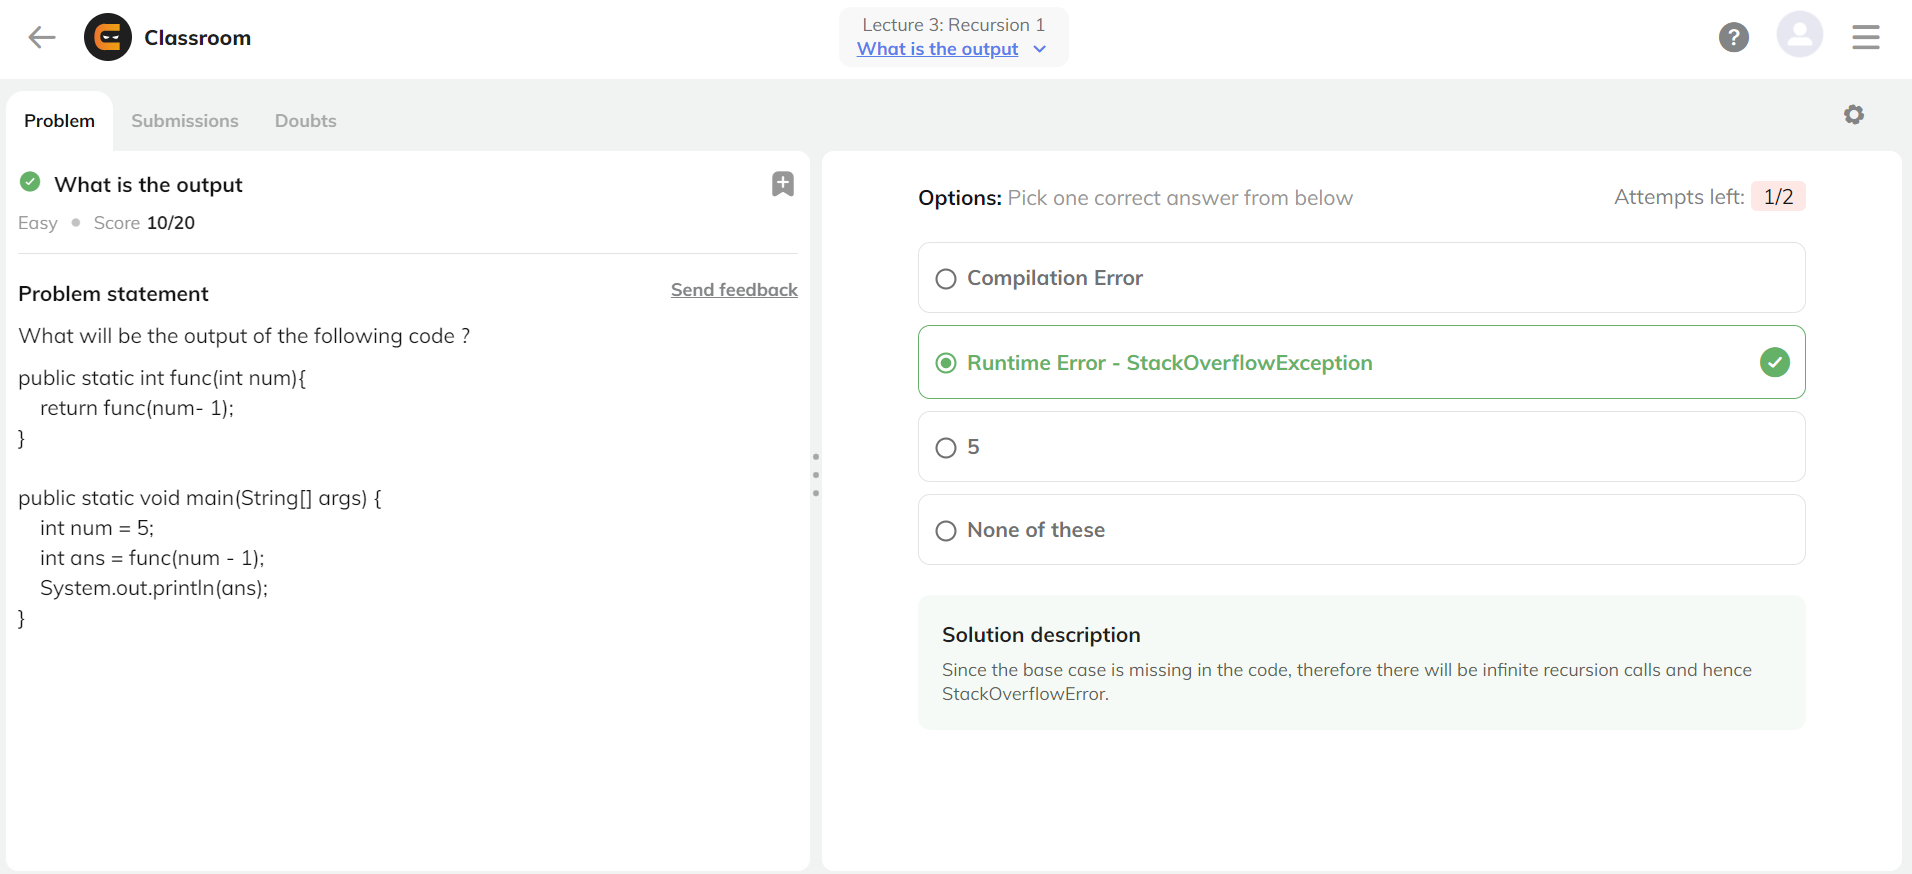 Classroom
Lecture 3: Recursion 1
What is the output
?
Problem
Submissions
Doubts
What is the output
Easy
Score 10/20
Problem statement
Send feedback
What will be the output of the following code ?
public static int func(int num){
return func(num- 1);
}
public static void main(String[] args) {
int num = 5;
int ans = func(num - 1);
System.out.println(ans);
}
Options: Pick one correct answer from below
Attempts left: 1/2
Compilation Error
Runtime Error - StackOverflowException
5
None of these
Solution description
Since the base case is missing in the code, therefore there will be infinite recursion calls and hence
StackOverflowError.